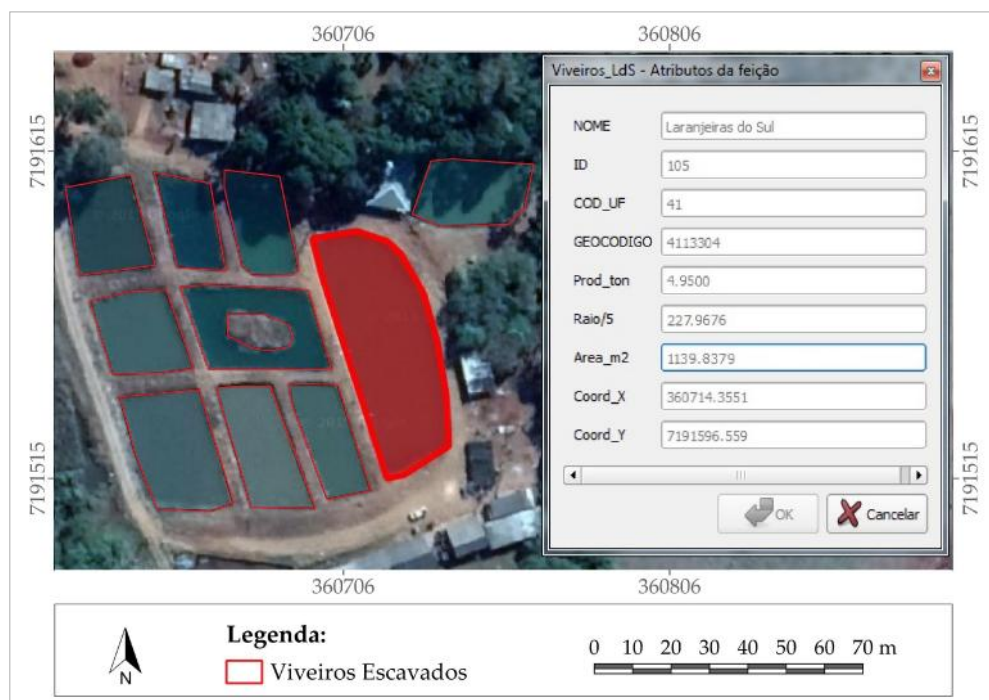 360706 360806
Viveiros_LdS - Atributos da feição
7191615
7191615
NOME Laranjeiras do Sul
ID 105
COD_UF 41
GEOCODIGO 4113304
Prod_ton 4.9500
Raio/5 227.9676
Area_m2 1139.8379
Coord_X 360714.3551
Coord_Y 7191596.559
7191515
7191515
OK Cancelar
360706 360806
N
Legenda:
Viveiros Escavados
0 10 20 30 40 50 60 70 m